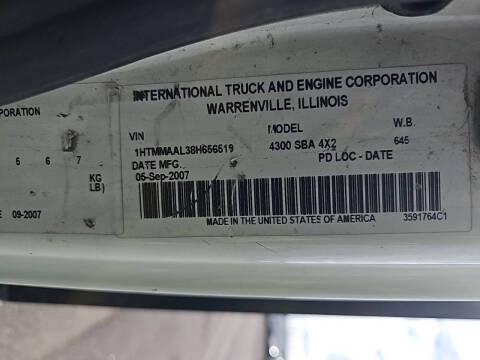 INTERNATIONAL TRUCK AND ENGINE CORPORATION
WARRENVILLE, ILLINOIS
VIN MODEL W.B.
1HTMMAAL38H656519 4300 SBA 4X2 645
DATE MFG. PD LOC - DATE
05-Sep-2007
MADE IN THE UNITED STATES OF AMERICA 3591764C1
PORATION
5 6 7
KG
LB)
E 09-2007